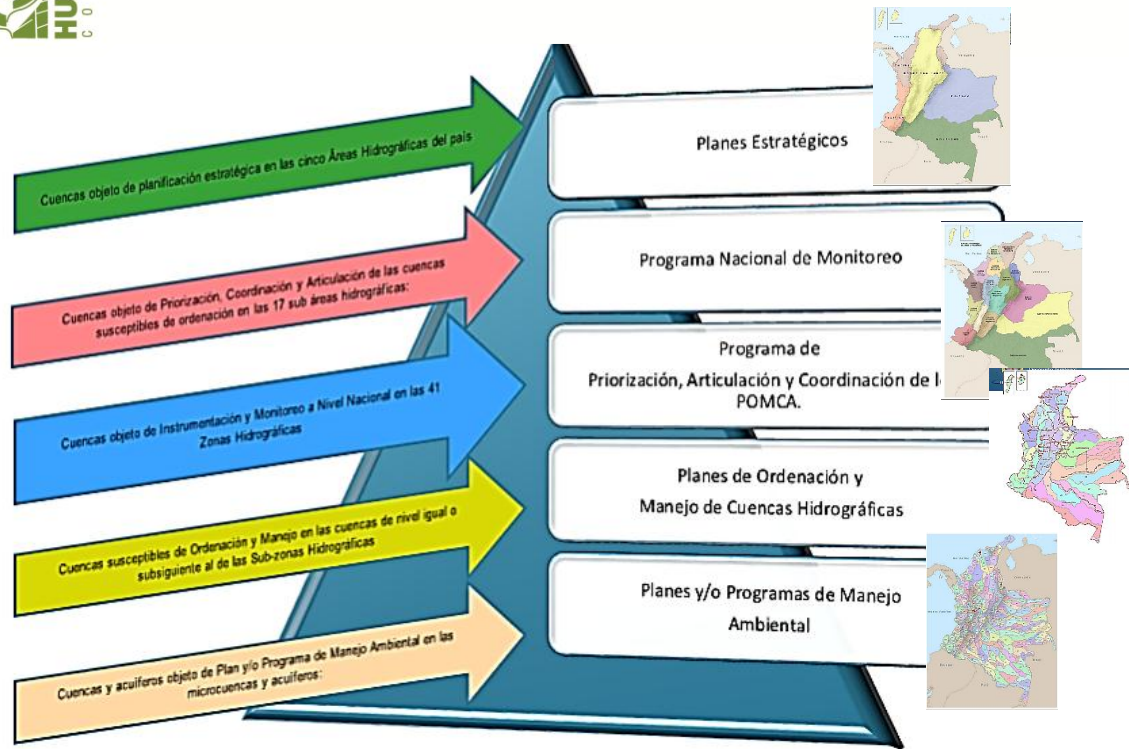 HU
CO
Cuencas objeto de planificación estratégica en las cinco Áreas Hidrográficas del país
Planes Estratégicos
Cuencas objeto de Priorización, Coordinación y Articulación de las cuencas
susceptibles de ordenación en las 17 sub áreas hidrográficas:
Programa Nacional de Monitoreo
Cuencas objeto de Instrumentación y Monitoreo a Nivel Nacional en las 41
Zonas Hidrográficas
Programa de
Priorización, Articulación y Coordinación de l
POMCA.
Cuencas susceptibles de Ordenación y Manejo en las cuencas de nivel igual o
subsiguiente al de las Sub-zonas Hidrográficas
Planes de Ordenación y
Manejo de Cuencas Hidrográficas
Cuencas y acuiferos objeto de Plan y/o Programa de Manejo Ambiental en las
microcuencas y acuiferos:
Planes y/o Programas de Manejo
Ambiental